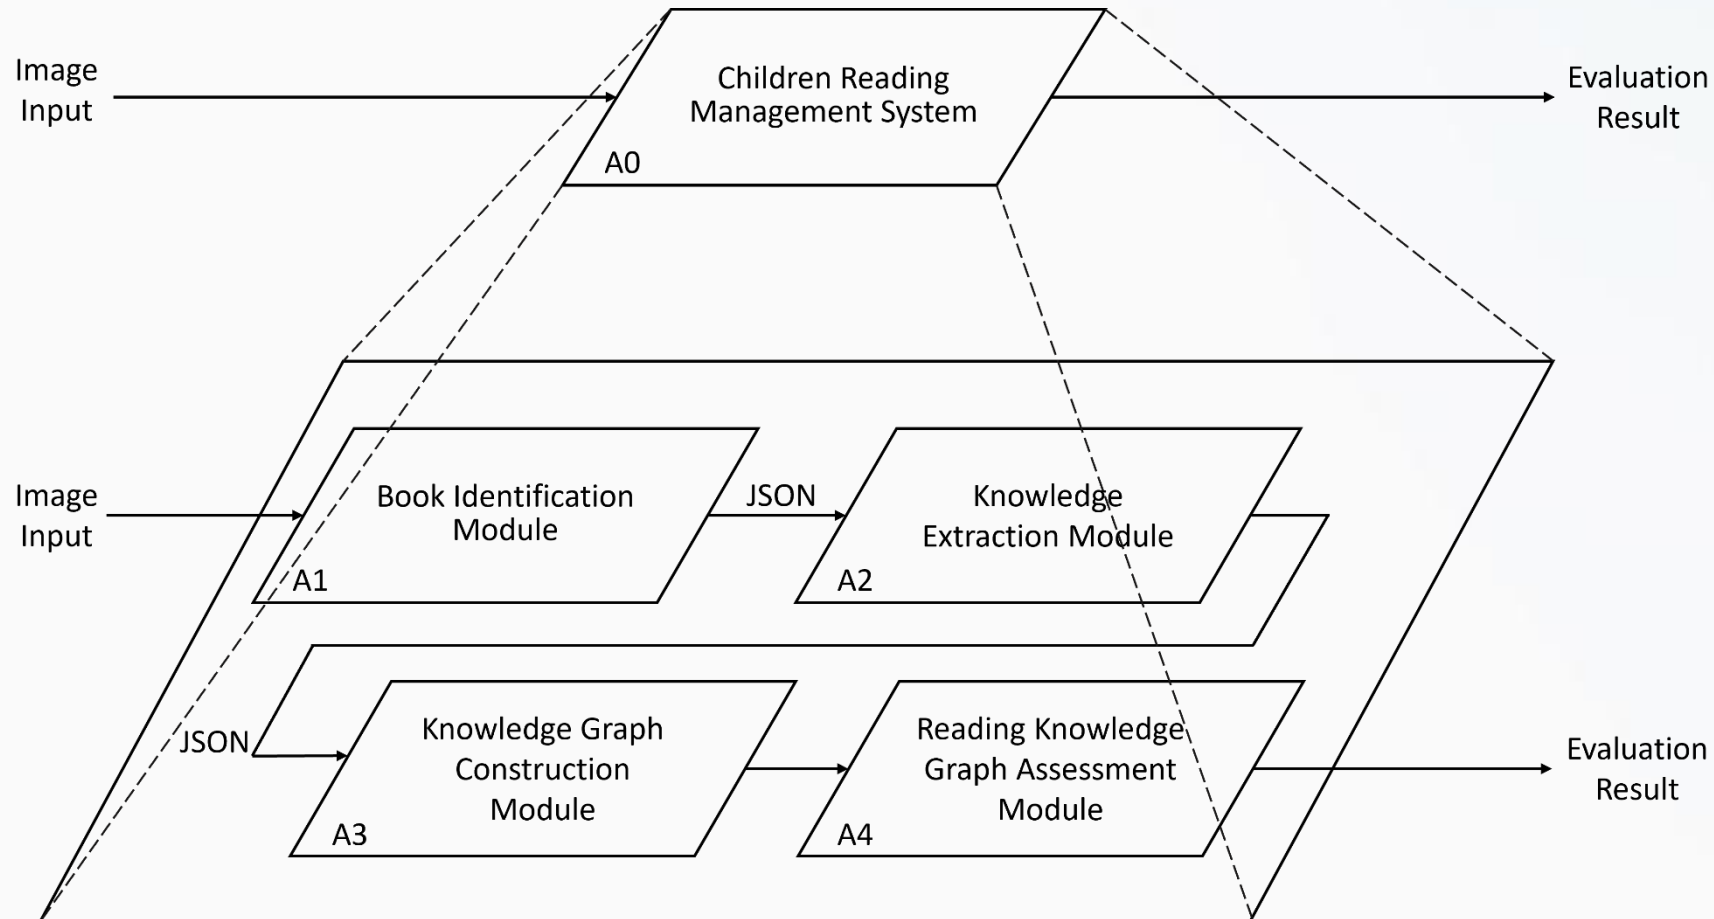 Image
Input
Children Reading
Management System
A0
Evaluation
Result
Image
Input
Book Identification
Module
A1
JSON
Knowledge
Extraction Module
A2
JSON
Knowledge Graph
Construction
Module
A3
Reading Knowledge
Graph Assessment
Module
A4
Evaluation
Result